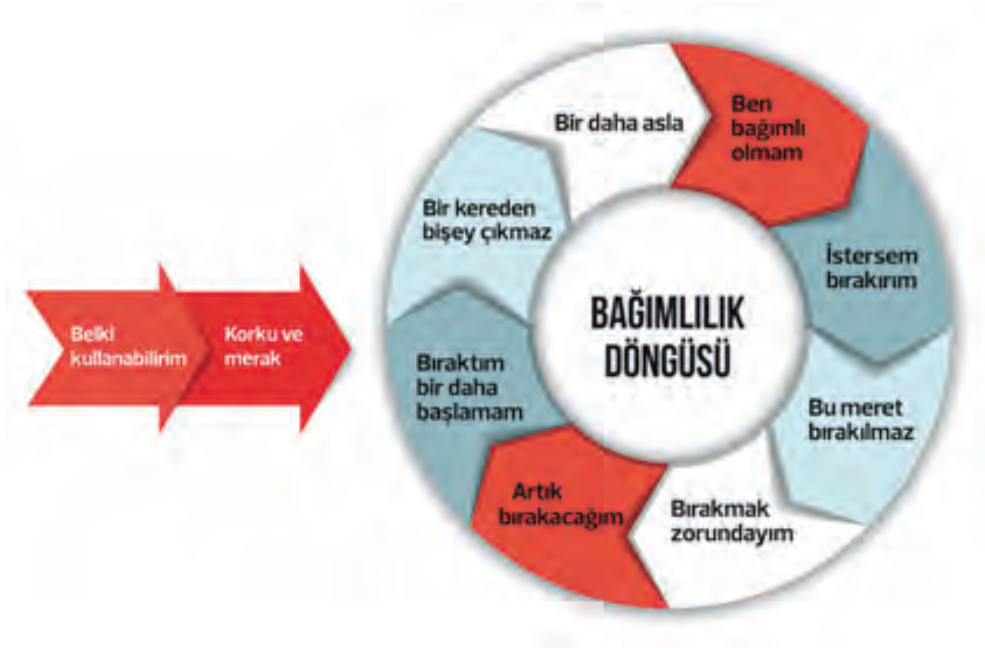 Belki
kullanabilirim
Korku ve
merak
BAĞIMLILIK
DÖNGÜSÜ
Bir daha asla
Ben
bağımlı
olmam
İstersem
bırakırım
Bu meret
bırakılmaz
Bırakmak
zorundayım
Artık
bırakacağım
Bıraktım
bir daha
başlamam
Bir kereden
bişey çıkmaz